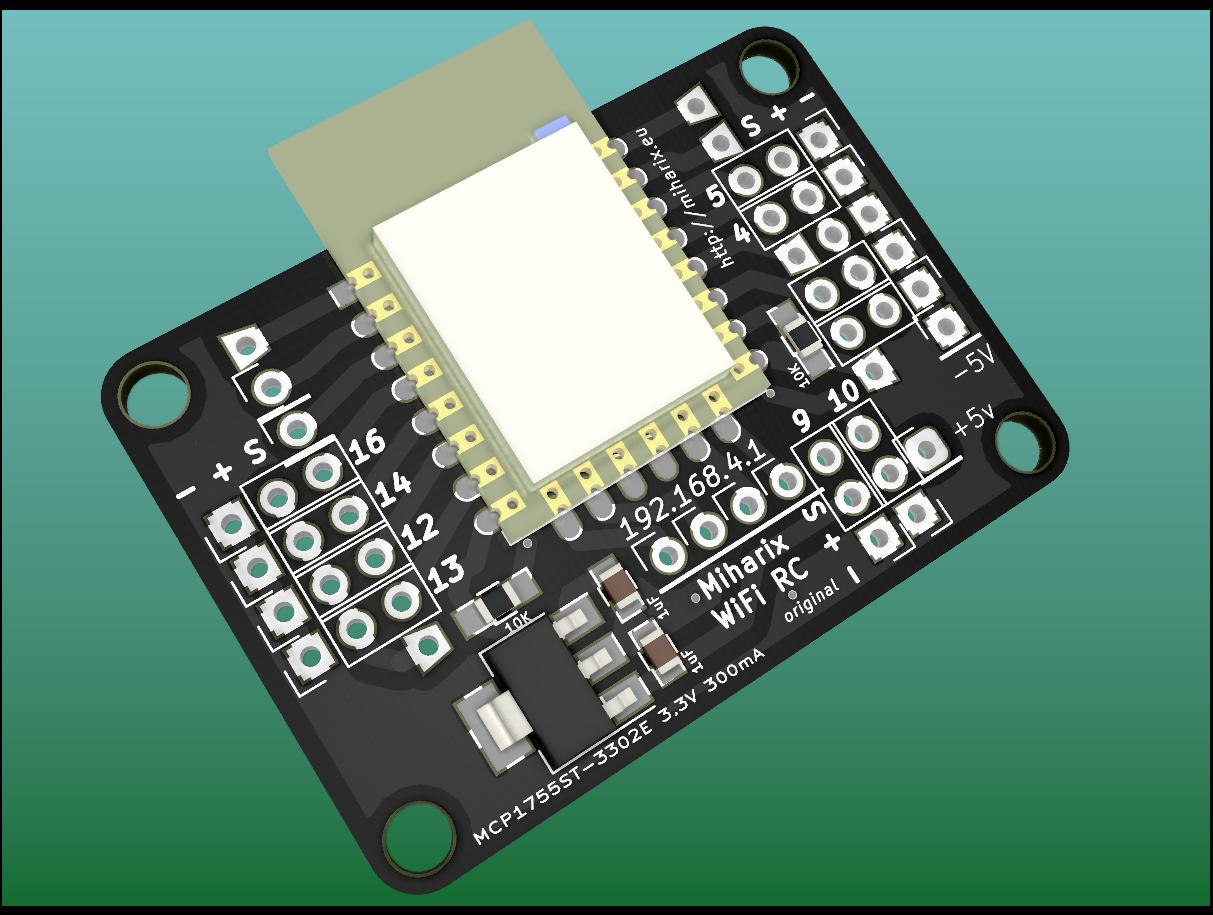 http://miharix.eu
S + -
5
4
10K
-5V
+5v
9 10
S + -
- + S
16
14
12
13
192.168.4.1
Miharix
WiFi RC
original
10K
1uF
1uF
MCP1755ST-3302E 3.3V 300mA